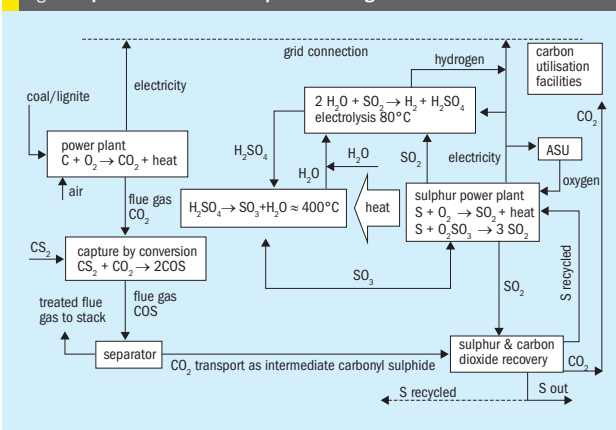 grid connection
hydrogen
carbon
utilisation
facilities
electricity
coal/lignite
2 H₂O + SO₂ → H₂ + H₂SO₄
electrolysis 80°C
CO₂
power plant
C + O₂ → CO₂ + heat
H₂SO₄
H₂O
H₂O
SO₂
electricity
ASU
oxygen
air
flue gas
CO₂
H₂SO₄ → SO₃+H₂O ≈ 400°C
heat
sulphur power plant
S + O₂ → SO₂ + heat
S + O₂SO₃ → 3 SO₂
CS₂
capture by conversion
CS₂ + CO₂ → 2COS
SO₃
SO₂
S recycled
treated flue
gas to stack
flue gas
COS
separator
CO₂ transport as intermediate carbonyl sulphide
sulphur & carbon
dioxide recovery
CO₂
S recycled
S out